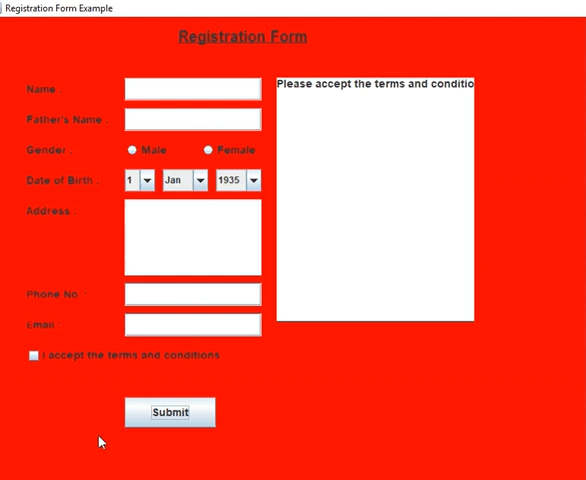 Registration Form Example
Registration Form
Name :
Please accept the terms and conditio
Father's Name :
Gender : Male Female
Date of Birth : 1 Jan 1935
Address :
Phone No. :
Email :
I accept the terms and conditions
Submit